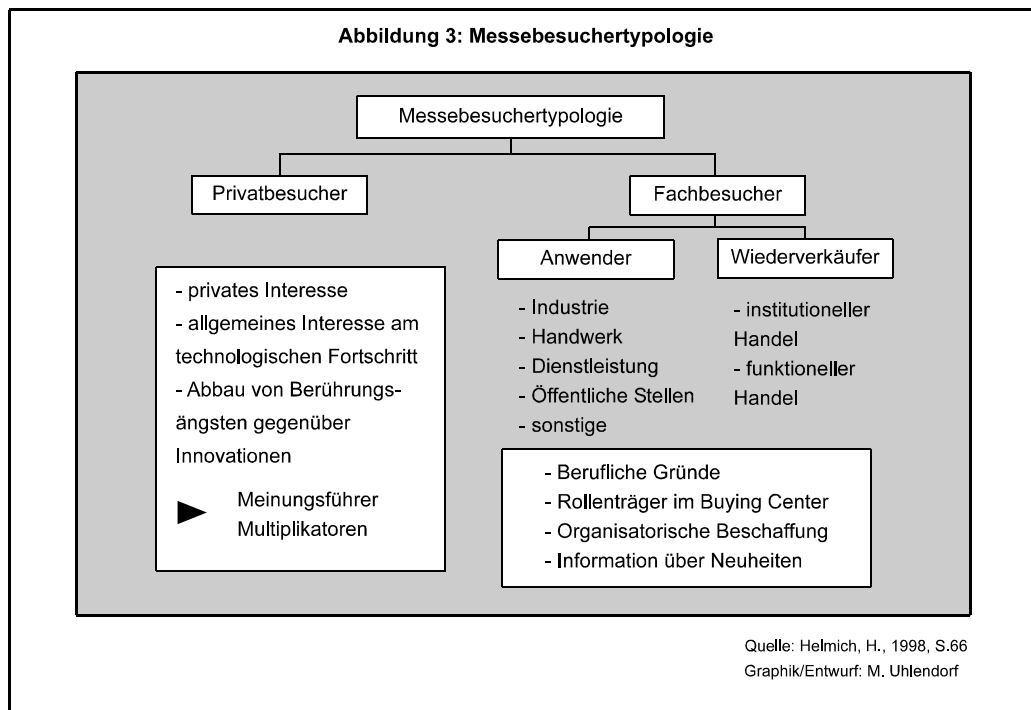 Abbildung 3: Messebesuchertypologie
Messebesuchertypologie
Privatbesucher
Fachbesucher
Anwender
Wiederverkäufer
- privates Interesse
- allgemeines Interesse am
technologischen Fortschritt
- Abbau von Berührungs-
ängsten gegenüber
Innovationen
Meinungsführer
Multiplikatoren
- Industrie
- Handwerk
- Dienstleistung
- Öffentliche Stellen
- sonstige
- institutioneller
Handel
- funktioneller
Handel
- Berufliche Gründe
- Rollenträger im Buying Center
- Organisatorische Beschaffung
- Information über Neuheiten
Quelle: Helmich, H., 1998, S.66
Graphik/Entwurf: M. Uhlendorf